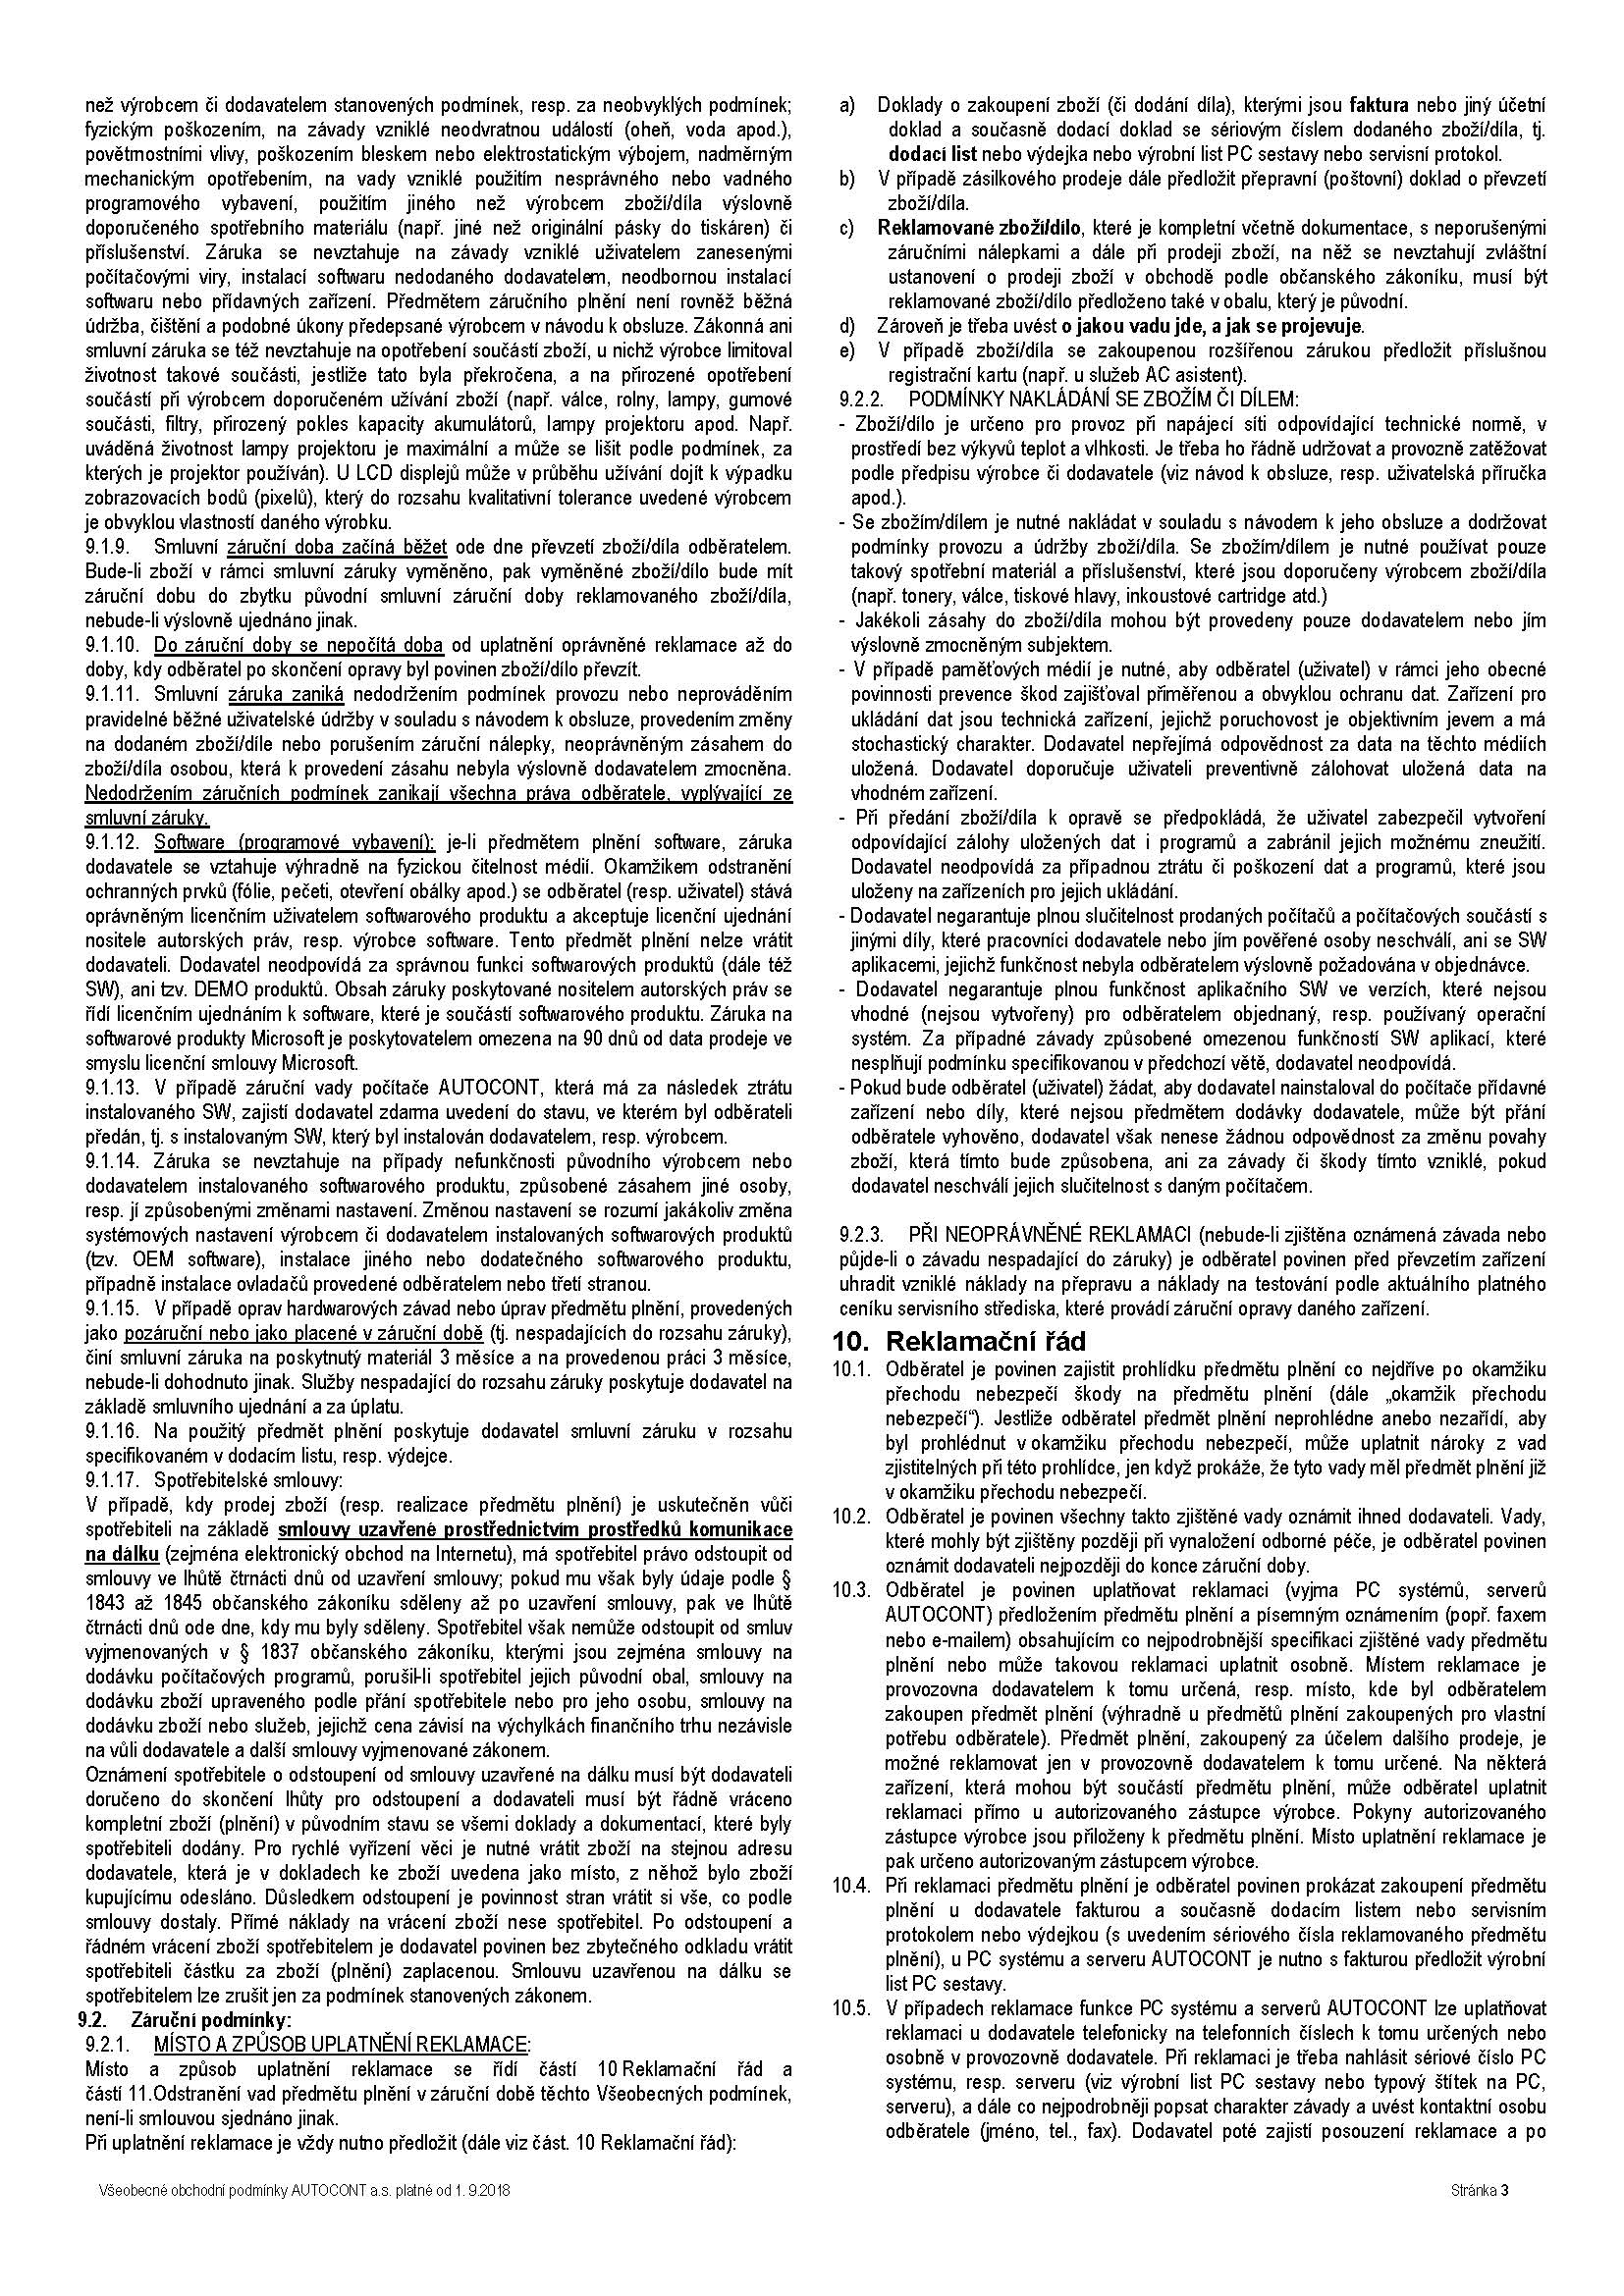 než výrobcem či dodavatelem stanovených podmínek, resp. za neobvyklých podmínek;
fyzickým poškozením, na závady vzniklé neodvratnou událostí (oheň, voda apod.),
povětrnostními vlivy, poškozením bleskem nebo elektrostatickým výbojem, nadměrným
mechanickým opotřebením, na vady vzniklé použitím nesprávného nebo vadného
programového vybavení, použitím jiného než výrobcem zboží/díla výslovně
doporučeného spotřebního materiálu (např. jiné než originální pásky do tiskáren) či
příslušenství. Záruka se nevztahuje na závady vzniklé uživatelem zanesenými
počítačovými viry, instalací softwaru nedodaného dodavatelem, neodbornou instalací
softwaru nebo přídavných zařízení. Předmětem záručního plnění není rovněž běžná
údržba, čištění a podobné úkony předepsané výrobcem v návodu k obsluze. Zákonná ani
smluvní záruka se též nevztahuje na opotřebení součástí zboží, u nichž výrobce limitoval
životnost takové součásti, jestliže tato byla překročena, a na přirozené opotřebení
součástí při výrobcem doporučeném užívání zboží (např. válce, rolny, lampy, gumové
součásti, filtry, přirozený pokles kapacity akumulátorů, lampy projektoru apod. Např.
uváděná životnost lampy projektoru je maximální a může se lišit podle podmínek, za
kterých je projektor používán). U LCD displejů může v průběhu užívání dojít k výpadku
zobrazovacích bodů (pixelů), který do rozsahu kvalitativní tolerance uvedené výrobcem
je obvyklou vlastností daného výrobku.
9.1.9. Smluvní záruční doba začíná běžet ode dne převzetí zboží/díla odběratelem.
Bude-li zboží v rámci smluvní záruky vyměněno, pak vyměněné zboží/dílo bude mít
záruční dobu do zbytku původní smluvní záruční doby reklamovaného zboží/díla,
nebude-li výslovně ujednáno jinak.
9.1.10. Do záruční doby se nepočítá doba od uplatnění oprávněné reklamace až do
doby, kdy odběratel po skončení opravy byl povinen zboží/dílo převzít.
9.1.11. Smluvní záruka zaniká nedodržením podmínek provozu nebo neprováděním
pravidelné běžné uživatelské údržby v souladu s návodem k obsluze, provedením změny
na dodaném zboží/díle nebo porušením záruční nálepky, neoprávněným zásahem do
zboží/díla osobou, která k provedení zásahu nebyla výslovně dodavatelem zmocněna.
Nedodržením záručních podmínek zanikají všechna práva odběratele, vyplývající ze
smluvní záruky.
9.1.12. Software (programové vybavení): je-li předmětem plnění software, záruka
dodavatele se vztahuje výhradně na fyzickou čitelnost médií. Okamžikem odstranění
ochranných prvků (fólie, pečeti, otevření obálky apod.) se odběratel (resp. uživatel) stává
oprávněným licenčním uživatelem softwarového produktu a akceptuje licenční ujednání
nositele autorských práv, resp. výrobce software. Tento předmět plnění nelze vrátit
dodavateli. Dodavatel neodpovídá za správnou funkci softwarových produktů (dále též
SW), ani tzv. DEMO produktů. Obsah záruky poskytované nositelem autorských práv se
řídí licenčním ujednáním k software, které je součástí softwarového produktu. Záruka na
softwarové produkty Microsoft je poskytovatelem omezena na 90 dnů od data prodeje ve
smyslu licenční smlouvy Microsoft.
9.1.13. V případě záruční vady počítače AUTOCONT, která má za následek ztrátu
instalovaného SW, zajistí dodavatel zdarma uvedení do stavu, ve kterém byl odběrateli
předán, tj. s instalovaným SW, který byl instalován dodavatelem, resp. výrobcem.
9.1.14. Záruka se nevztahuje na případy nefunkčnosti původního výrobcem nebo
dodavatelem instalovaného softwarového produktu, způsobené zásahem jiné osoby,
resp. jí způsobenými změnami nastavení. Změnou nastavení se rozumí jakákoliv změna
systémových nastavení výrobcem či dodavatelem instalovaných softwarových produktů
(tzv. OEM software), instalace jiného nebo dodatečného softwarového produktu,
případně instalace ovladačů provedené odběratelem nebo třetí stranou.
9.1.15. V případě oprav hardwarových závad nebo úprav předmětu plnění, provedených
jako pozáruční nebo jako placené v záruční době (tj. nespadajících do rozsahu záruky),
činí smluvní záruka na poskytnutý materiál 3 měsíce a na provedenou práci 3 měsíce,
nebude-li dohodnuto jinak. Služby nespadající do rozsahu záruky poskytuje dodavatel na
základě smluvního ujednání a za úplatu.
9.1.16. Na použitý předmět plnění poskytuje dodavatel smluvní záruku v rozsahu
specifikovaném v dodacím listu, resp. výdejce.
9.1.17. Spotřebitelské smlouvy:
V případě, kdy prodej zboží (resp. realizace předmětu plnění) je uskutečněn vůči
spotřebiteli na základě smlouvy uzavřené prostřednictvím prostředků komunikace
na dálku (zejména elektronický obchod na Internetu), má spotřebitel právo odstoupit od
smlouvy ve lhůtě čtrnácti dnů od uzavření smlouvy; pokud mu však byly údaje podle §
1843 až 1845 občanského zákoníku sděleny až po uzavření smlouvy, pak ve lhůtě
čtrnácti dnů ode dne, kdy mu byly sděleny. Spotřebitel však nemůže odstoupit od smluv
vyjmenovaných v § 1837 občanského zákoníku, kterými jsou zejména smlouvy na
dodávku počítačových programů, porušil-li spotřebitel jejich původní obal, smlouvy na
dodávku zboží upraveného podle přání spotřebitele nebo pro jeho osobu, smlouvy na
dodávku zboží nebo služeb, jejichž cena závisí na výchylkách finančního trhu nezávisle
na vůli dodavatele a další smlouvy vyjmenované zákonem.
Oznámení spotřebitele o odstoupení od smlouvy uzavřené na dálku musí být dodavateli
doručeno do skončení lhůty pro odstoupení a dodavateli musí být řádně vráceno
kompletní zboží (plnění) v původním stavu se všemi doklady a dokumentací, které byly
spotřebiteli dodány. Pro rychlé vyřízení věci je nutné vrátit zboží na stejnou adresu
dodavatele, která je v dokladech ke zboží uvedena jako místo, z něhož bylo zboží
kupujícímu odesláno. Důsledkem odstoupení je povinnost stran vrátit si vše, co podle
smlouvy dostaly. Přímé náklady na vrácení zboží nese spotřebitel. Po odstoupení a
řádném vrácení zboží spotřebitelem je dodavatel povinen bez zbytečného odkladu vrátit
spotřebiteli částku za zboží (plnění) zaplacenou. Smlouvu uzavřenou na dálku se
spotřebitelem lze zrušit jen za podmínek stanovených zákonem.
9.2. Záruční podmínky:
9.2.1. MÍSTO A ZPŮSOB UPLATNĚNÍ REKLAMACE:
Místo a způsob uplatnění reklamace se řídí částí 10 Reklamační řád a
částí 11.Odstranění vad předmětu plnění v záruční době těchto Všeobecných podmínek,
není-li smlouvou sjednáno jinak.
Při uplatnění reklamace je vždy nutno předložit (dále viz část. 10 Reklamační řád):
a) Doklady o zakoupení zboží (či dodání díla), kterými jsou faktura nebo jiný účetní
doklad a současně dodací doklad se sériovým číslem dodaného zboží/díla, tj.
dodací list nebo výdejka nebo výrobní list PC sestavy nebo servisní protokol.
b) V případě zásilkového prodeje dále předložit přepravní (poštovní) doklad o převzetí
zboží/díla.
c) Reklamované zboží/dílo, které je kompletní včetně dokumentace, s neporušenými
záručními nálepkami a dále při prodeji zboží, na něž se nevztahují zvláštní
ustanovení o prodeji zboží v obchodě podle občanského zákoníku, musí být
reklamované zboží/dílo předloženo také v obalu, který je původní.
d) Zároveň je třeba uvést o jakou vadu jde, a jak se projevuje.
e) V případě zboží/díla se zakoupenou rozšířenou zárukou předložit příslušnou
registrační kartu (např. u služeb AC asistent).
9.2.2. PODMÍNKY NAKLÁDÁNÍ SE ZBOŽÍM ČI DÍLEM:
- Zboží/dílo je určeno pro provoz při napájecí síti odpovídající technické normě, v
prostředí bez výkyvů teplot a vlhkosti. Je třeba ho řádně udržovat a provozně zatěžovat
podle předpisu výrobce či dodavatele (viz návod k obsluze, resp. uživatelská příručka
apod.).
- Se zbožím/dílem je nutné nakládat v souladu s návodem k jeho obsluze a dodržovat
podmínky provozu a údržby zboží/díla. Se zbožím/dílem je nutné používat pouze
takový spotřební materiál a příslušenství, které jsou doporučeny výrobcem zboží/díla
(např. tonery, válce, tiskové hlavy, inkoustové cartridge atd.)
- Jakékoli zásahy do zboží/díla mohou být provedeny pouze dodavatelem nebo jím
výslovně zmocněným subjektem.
- V případě paměťových médií je nutné, aby odběratel (uživatel) v rámci jeho obecné
povinnosti prevence škod zajišťoval přiměřenou a obvyklou ochranu dat. Zařízení pro
ukládání dat jsou technická zařízení, jejichž poruchovost je objektivním jevem a má
stochastický charakter. Dodavatel nepřejímá odpovědnost za data na těchto médiích
uložená. Dodavatel doporučuje uživateli preventivně zálohovat uložená data na
vhodném zařízení.
- Při předání zboží/díla k opravě se předpokládá, že uživatel zabezpečil vytvoření
odpovídající zálohy uložených dat i programů a zabránil jejich možnému zneužití.
Dodavatel neodpovídá za případnou ztrátu či poškození dat a programů, které jsou
uloženy na zařízeních pro jejich ukládání.
- Dodavatel negarantuje plnou slučitelnost prodaných počítačů a počítačových součástí s
jinými díly, které pracovníci dodavatele nebo jím pověřené osoby neschválí, ani se SW
aplikacemi, jejichž funkčnost nebyla odběratelem výslovně požadována v objednávce.
- Dodavatel negarantuje plnou funkčnost aplikačního SW ve verzích, které nejsou
vhodné (nejsou vytvořeny) pro odběratelem objednaný, resp. používaný operační
systém. Za případné závady způsobené omezenou funkčností SW aplikací, které
nesplňují podmínku specifikovanou v předchozí větě, dodavatel neodpovídá.
- Pokud bude odběratel (uživatel) žádat, aby dodavatel nainstaloval do počítače přídavné
zařízení nebo díly, které nejsou předmětem dodávky dodavatele, může být přání
odběratele vyhověno, dodavatel však nenese žádnou odpovědnost za změnu povahy
zboží, která tímto bude způsobena, ani za závady či škody tímto vzniklé, pokud
dodavatel neschválí jejich slučitelnost s daným počítačem.
9.2.3. PŘI NEOPRÁVNĚNÉ REKLAMACI (nebude-li zjištěna oznámená závada nebo
půjde-li o závadu nespadající do záruky) je odběratel povinen před převzetím zařízení
uhradit vzniklé náklady na přepravu a náklady na testování podle aktuálního platného
ceníku servisního střediska, které provádí záruční opravy daného zařízení.
10. Reklamační řád
10.1. Odběratel je povinen zajistit prohlídku předmětu plnění co nejdříve po okamžiku
přechodu nebezpečí škody na předmětu plnění (dále „okamžik přechodu
nebezpečí“). Jestliže odběratel předmět plnění neprohlédne anebo nezařídí, aby
byl prohlédnut v okamžiku přechodu nebezpečí, může uplatnit nároky z vad
zjistitelných při této prohlídce, jen když prokáže, že tyto vady měl předmět plnění již
v okamžiku přechodu nebezpečí.
10.2. Odběratel je povinen všechny takto zjištěné vady oznámit ihned dodavateli. Vady,
které mohly být zjištěny později při vynaložení odborné péče, je odběratel povinen
oznámit dodavateli nejpozději do konce záruční doby.
10.3. Odběratel je povinen uplatňovat reklamaci (vyjma PC systémů, serverů
AUTOCONT) předložením předmětu plnění a písemným oznámením (popř. faxem
nebo e-mailem) obsahujícím co nejpodrobnější specifikaci zjištěné vady předmětu
plnění nebo může takovou reklamaci uplatnit osobně. Místem reklamace je
provozovna dodavatelem k tomu určená, resp. místo, kde byl odběratelem
zakoupen předmět plnění (výhradně u předmětů plnění zakoupených pro vlastní
potřebu odběratele). Předmět plnění, zakoupený za účelem dalšího prodeje, je
možné reklamovat jen v provozovně dodavatelem k tomu určené. Na některá
zařízení, která mohou být součástí předmětu plnění, může odběratel uplatnit
reklamaci přímo u autorizovaného zástupce výrobce. Pokyny autorizovaného
zástupce výrobce jsou přiloženy k předmětu plnění. Místo uplatnění reklamace je
pak určeno autorizovaným zástupcem výrobce.
10.4. Při reklamaci předmětu plnění je odběratel povinen prokázat zakoupení předmětu
plnění u dodavatele fakturou a současně dodacím listem nebo servisním
protokolem nebo výdejkou (s uvedením sériového čísla reklamovaného předmětu
plnění), u PC systému a serveru AUTOCONT je nutno s fakturou předložit výrobní
list PC sestavy.
10.5. V případech reklamace funkce PC systému a serverů AUTOCONT lze uplatňovat
reklamaci u dodavatele telefonicky na telefonních číslech k tomu určených nebo
osobně v provozovně dodavatele. Při reklamaci je třeba nahlásit sériové číslo PC
systému, resp. serveru (viz výrobní list PC sestavy nebo typový štítek na PC,
serveru), a dále co nejpodrobněji popsat charakter závady a uvést kontaktní osobu
odběratele (jméno, tel., fax). Dodavatel poté zajistí posouzení reklamace a po
Všeobecné obchodní podmínky AUTOCONT a.s. platné od 1. 9.2018
Stránka 3